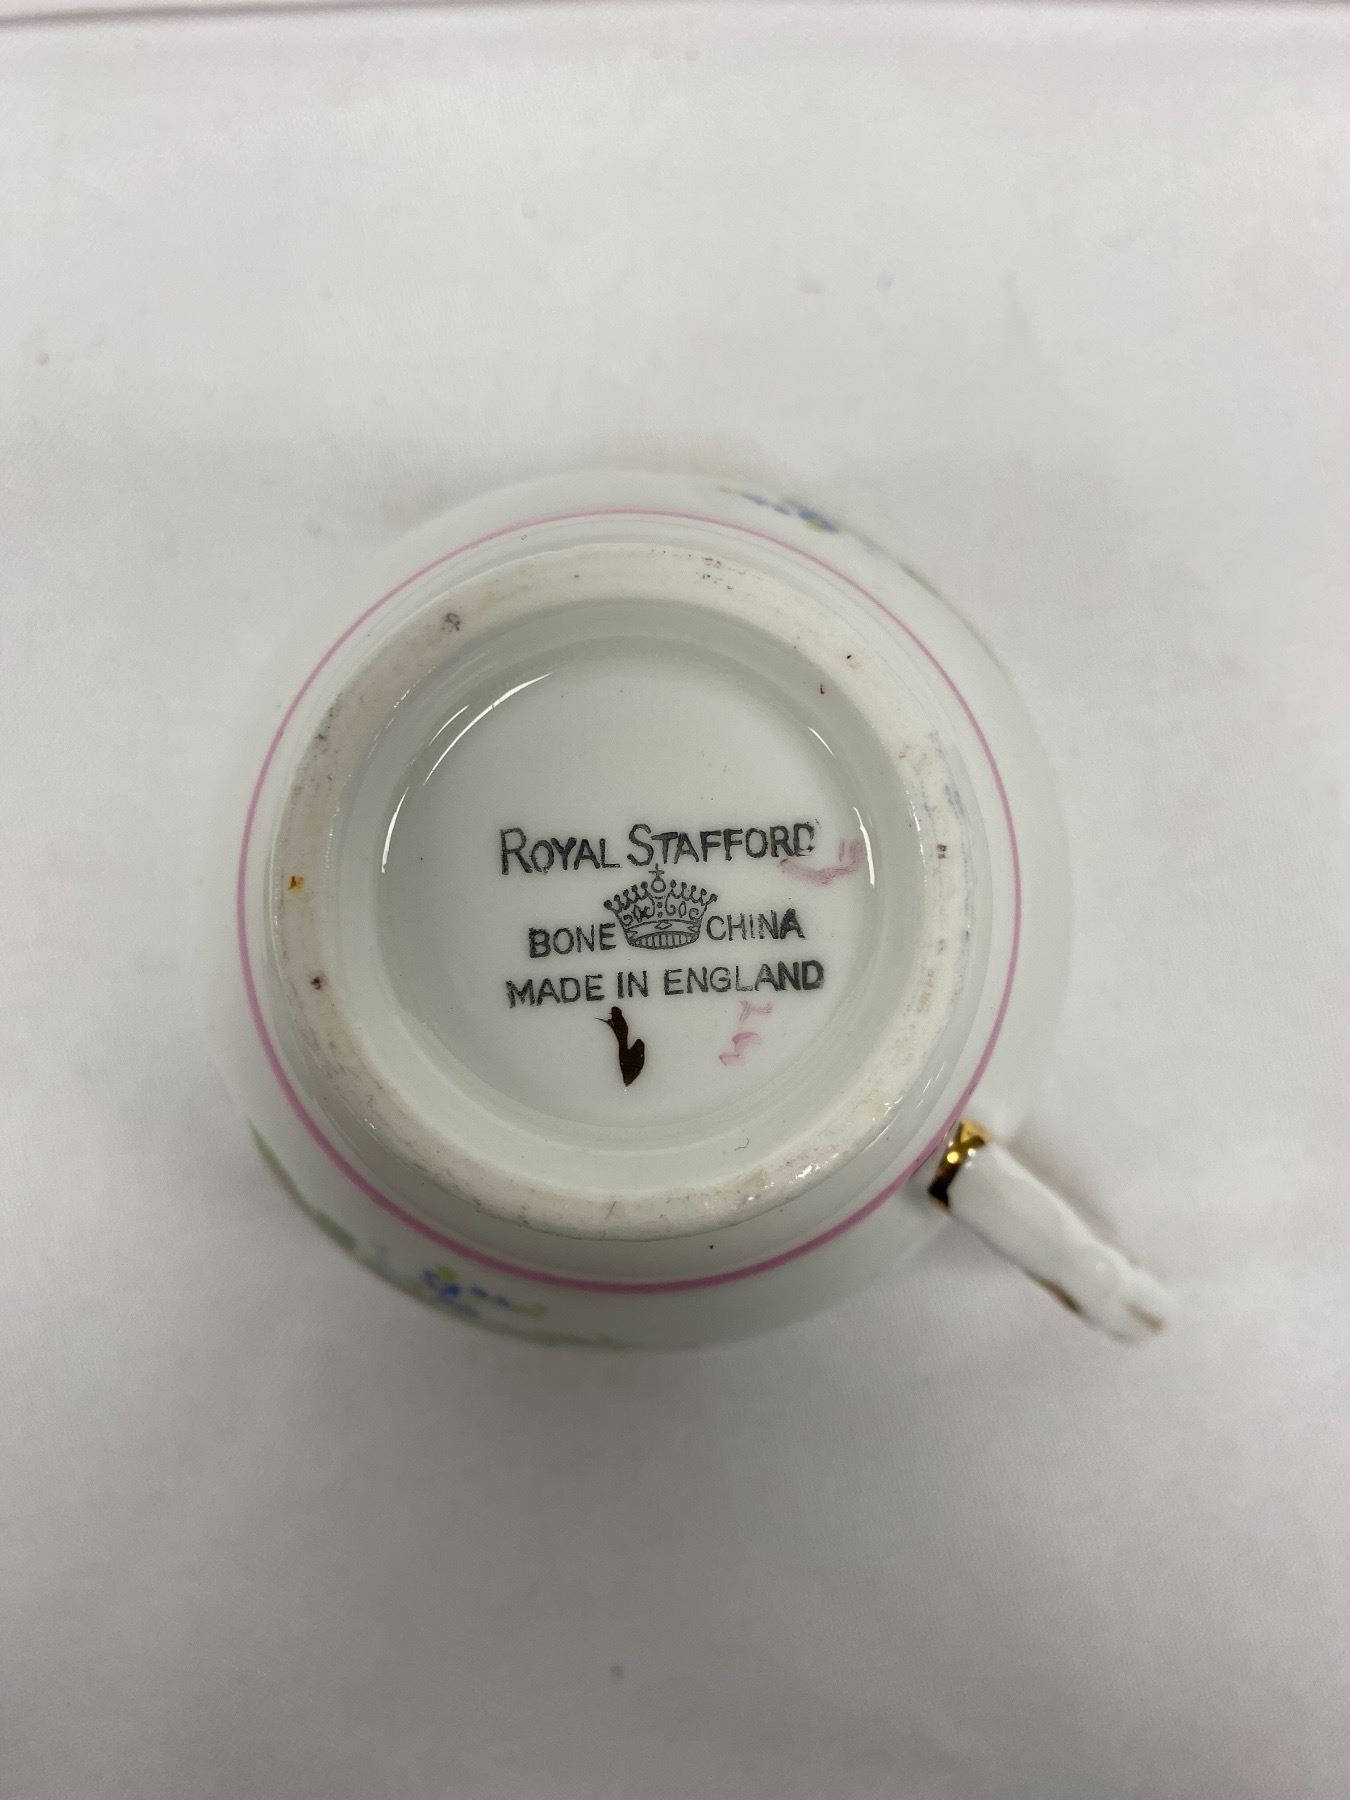 ROYAL STAFFORD
BONE CHINA
MADE IN ENGLAND